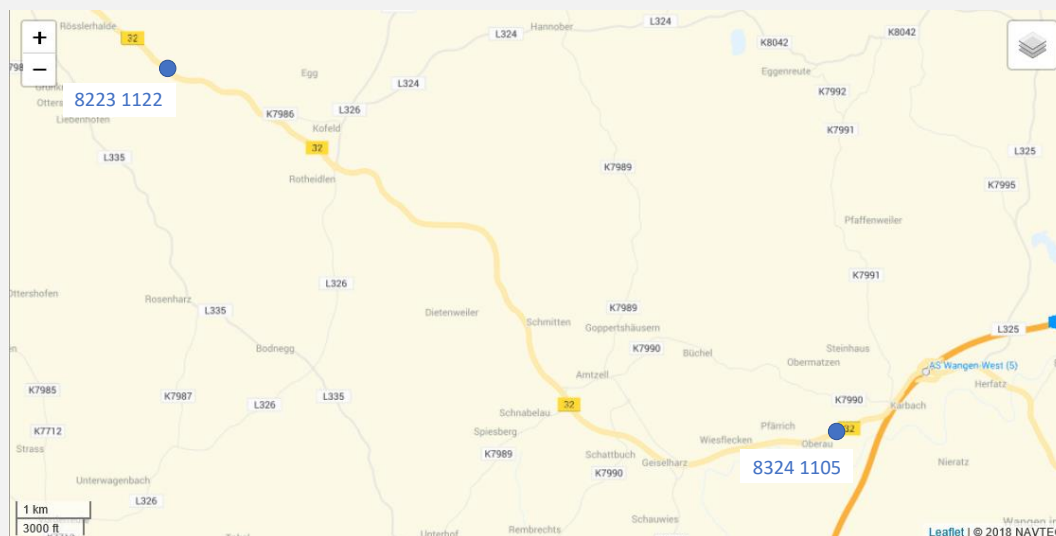 +
−
Rösslerhalde
32
Hannober
L324
L324
K8042
K8042
8223 1122
Egg
L324
Eggenreute
K7992
Liebenhofen
K7986
L326
Kofeld
K7991
L335
32
L325
Rotheidlen
K7989
K7995
Pfaffenweiler
K7991
L326
Rosenharz
L335
Dietenweiler
Schmitten
K7989
Goppertshäusern
L325
Bodnegg
K7990
Büchel
Steinhaus
Obermatzen
AS Wangen-West (5)
Herfatz
K7985
K7987
L326
L335
Amtzell
K7990
Karbach
32
Schnabelau
K7712
Strass
Spiesberg
K7989
Pfärrich
32
Wiesflecken
Oberau
8324 1105
Schattbuch
Geiselharz
K7990
Nieratz
Unterwagenbach
L326
1 km
3000 ft
Unterhof
Rembrechts
Schauwies
Leaflet | © 2018 NAVTE